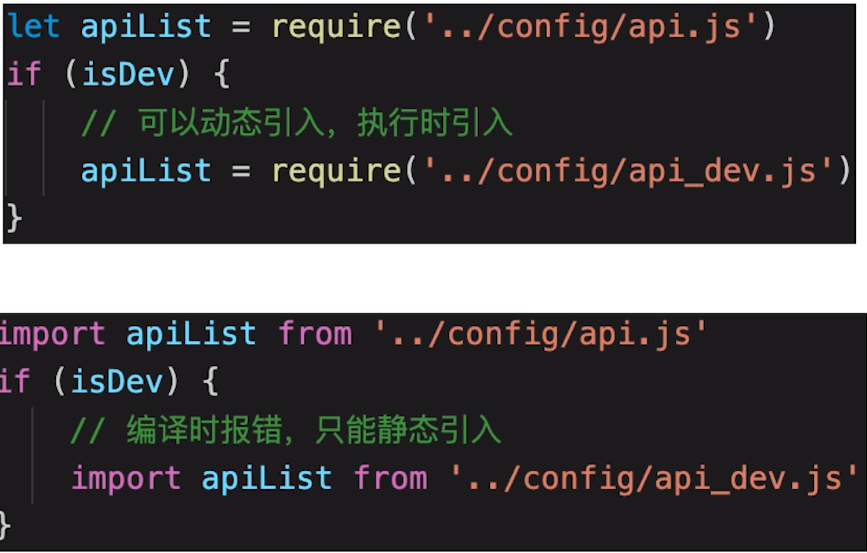 let apiList = require('../config/api.js')
if (isDev) {
// 可以动态引入，执行时引入
apiList = require('../config/api_dev.js')
}
import apiList from '../config/api.js'
if (isDev) {
// 编译时报错，只能静态引入
import apiList from '../config/api_dev.js'
}